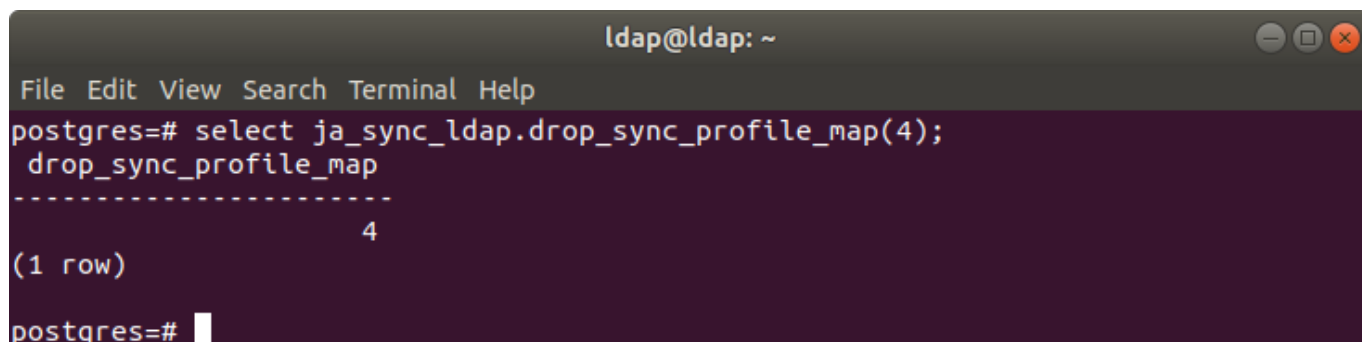 ldap@ldap: ~
File Edit View Search Terminal Help
postgres=# select ja_sync_ldap.drop_sync_profile_map(4);
 drop_sync_profile_map
-----------------------
                     4
(1 row)
postgres=#